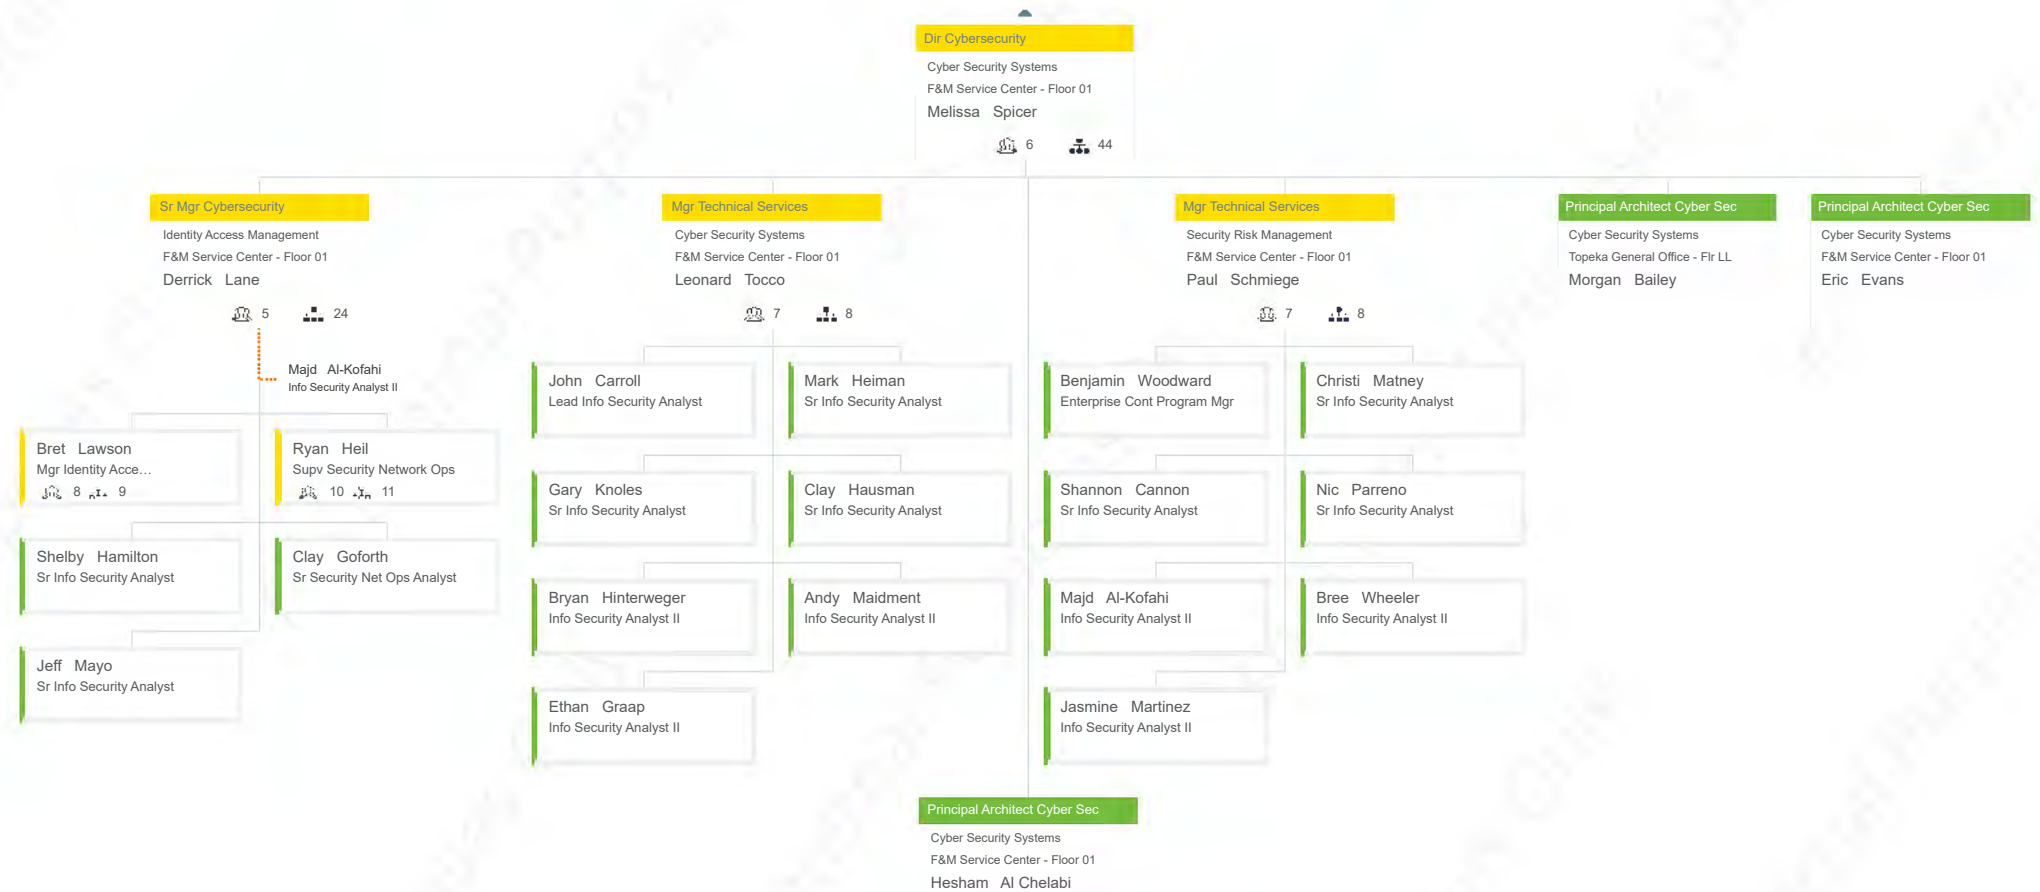 Dir Cybersecurity
Cyber Security Systems
F&M Service Center - Floor 01
Melissa Spicer
6 44
Sr Mgr Cybersecurity
Identity Access Management
F&M Service Center - Floor 01
Derrick Lane
5 24
Majd Al-Kofahi
Info Security Analyst II
Bret Lawson
Mgr Identity Acce...
8 9
Ryan Heil
Supv Security Network Ops
10 11
Shelby Hamilton
Sr Info Security Analyst
Clay Goforth
Sr Security Net Ops Analyst
Jeff Mayo
Sr Info Security Analyst
Mgr Technical Services
Cyber Security Systems
F&M Service Center - Floor 01
Leonard Tocco
7 8
John Carroll
Lead Info Security Analyst
Mark Heiman
Sr Info Security Analyst
Gary Knoles
Sr Info Security Analyst
Clay Hausman
Sr Info Security Analyst
Bryan Hinterweger
Info Security Analyst II
Andy Maidment
Info Security Analyst II
Ethan Graap
Info Security Analyst II
Mgr Technical Services
Security Risk Management
F&M Service Center - Floor 01
Paul Schmiege
7 8
Benjamin Woodward
Enterprise Cont Program Mgr
Christi Matney
Sr Info Security Analyst
Shannon Cannon
Sr Info Security Analyst
Nic Parreno
Sr Info Security Analyst
Majd Al-Kofahi
Info Security Analyst II
Bree Wheeler
Info Security Analyst II
Jasmine Martinez
Info Security Analyst II
Principal Architect Cyber Sec
Cyber Security Systems
Topeka General Office - Flr LL
Morgan Bailey
Principal Architect Cyber Sec
Cyber Security Systems
F&M Service Center - Floor 01
Eric Evans
Principal Architect Cyber Sec
Cyber Security Systems
F&M Service Center - Floor 01
Hesham Al Chelabi